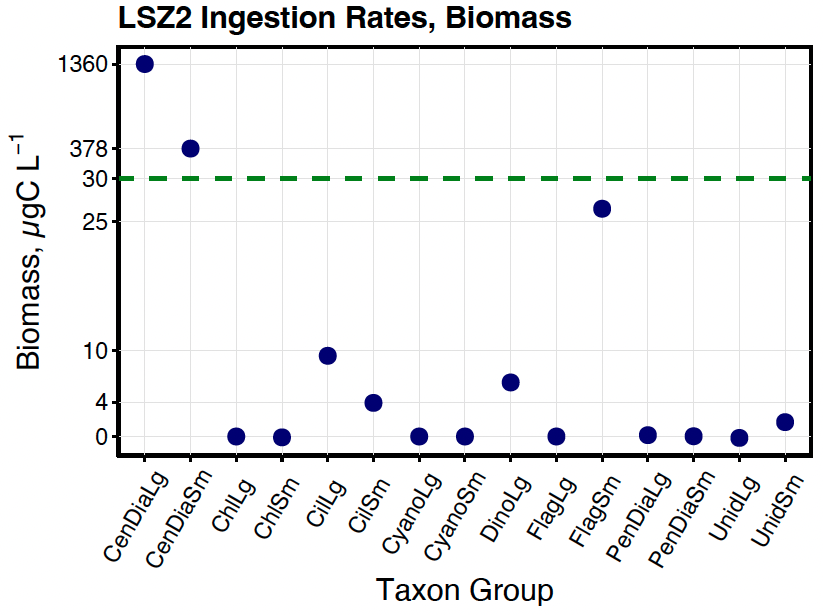 LSZ2 Ingestion Rates, Biomass
Biomass, µgC L⁻¹
1360
378
30
25
10
4
0
CenDiaLg
CenDiaSm
ChlLg
ChlSm
CilLg
CilSm
CyanoLg
CyanoSm
DinoLg
FlagLg
FlagSm
PenDiaLg
PenDiaSm
UnidLg
UnidSm
Taxon Group